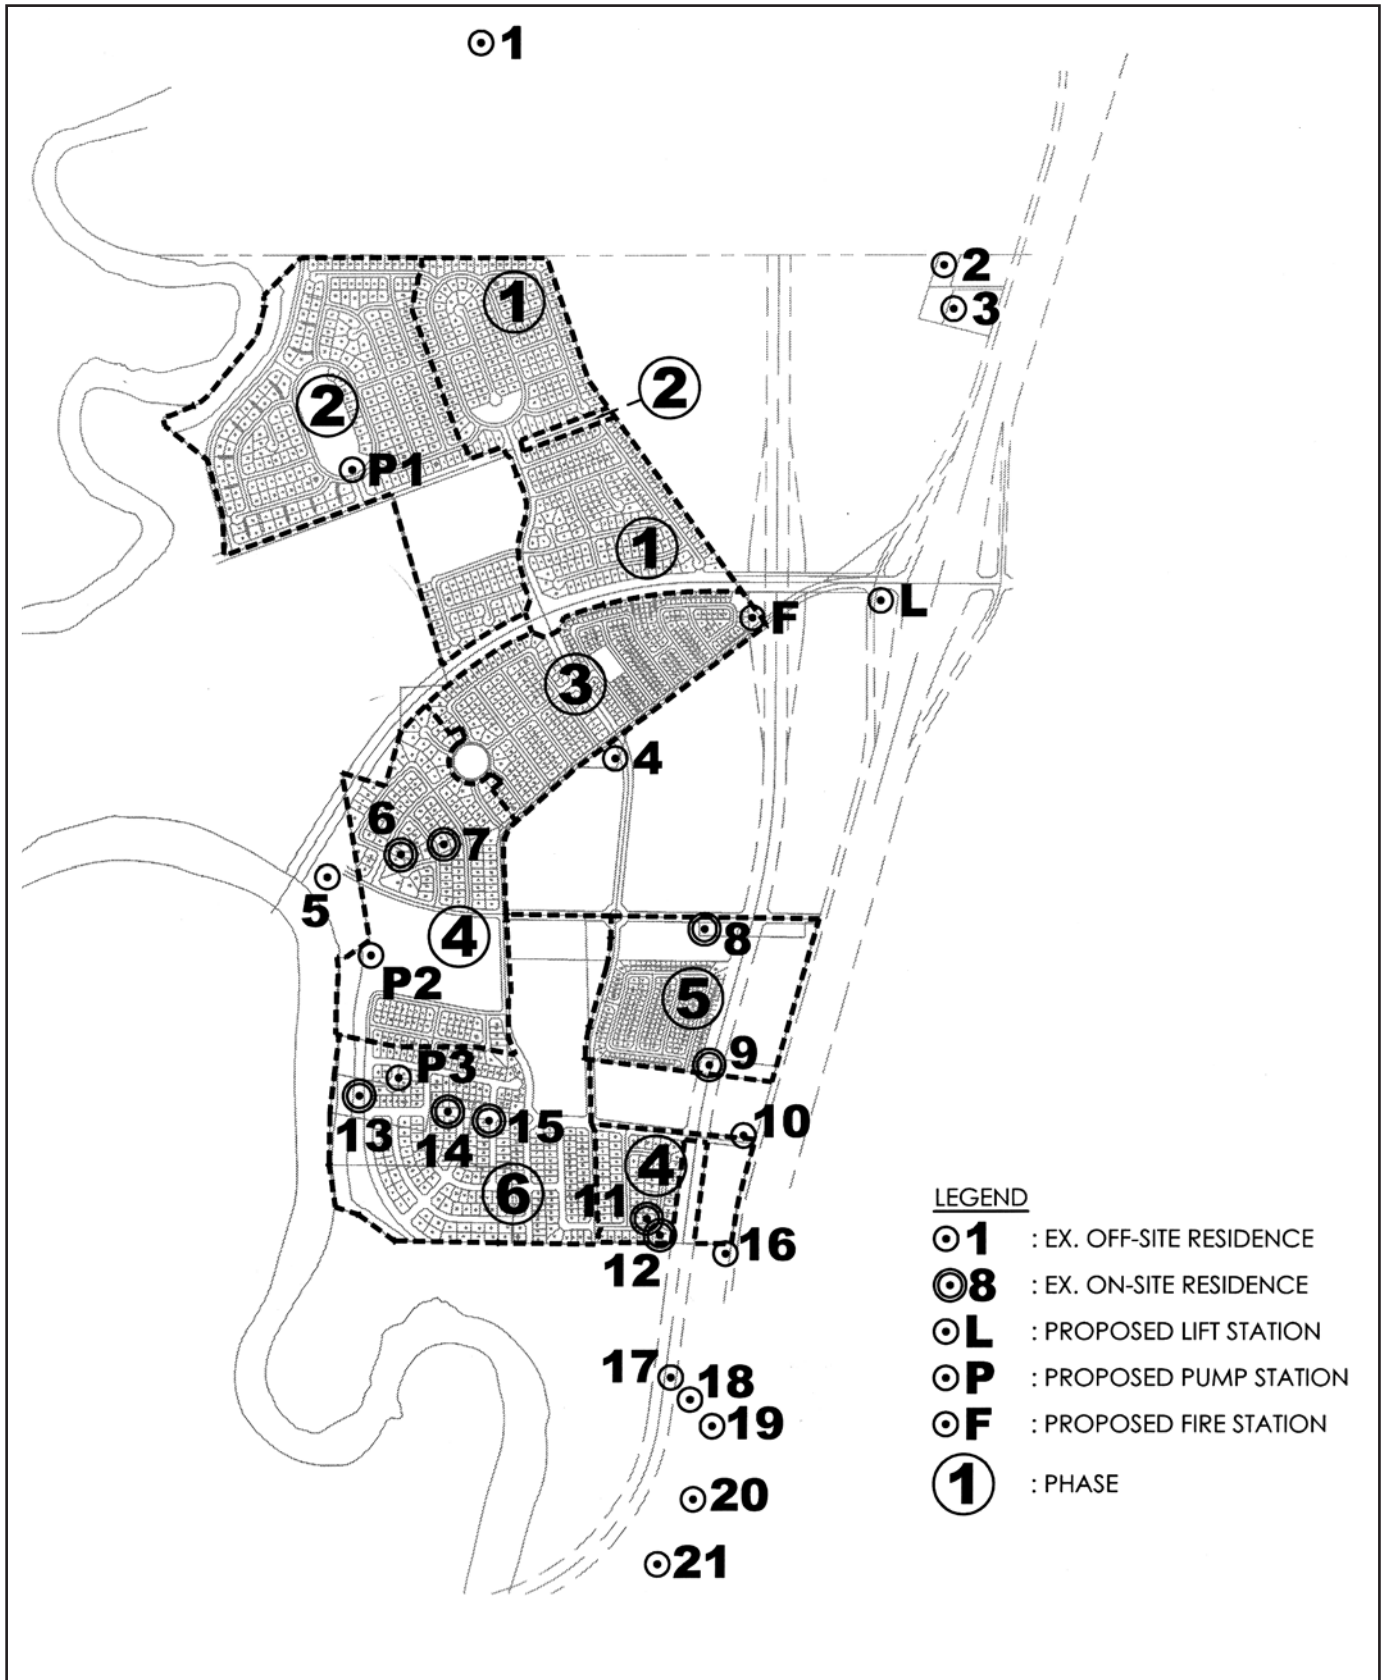 1
2
3
1
2
2
P1
1
F
L
3
4
6
7
5
4
8
P2
5
9
P3
10
13
14
15
4
11
6
12
16
17
18
19
20
21
LEGEND
1 : EX. OFF-SITE RESIDENCE
8 : EX. ON-SITE RESIDENCE
L : PROPOSED LIFT STATION
P : PROPOSED PUMP STATION
F : PROPOSED FIRE STATION
1 : PHASE